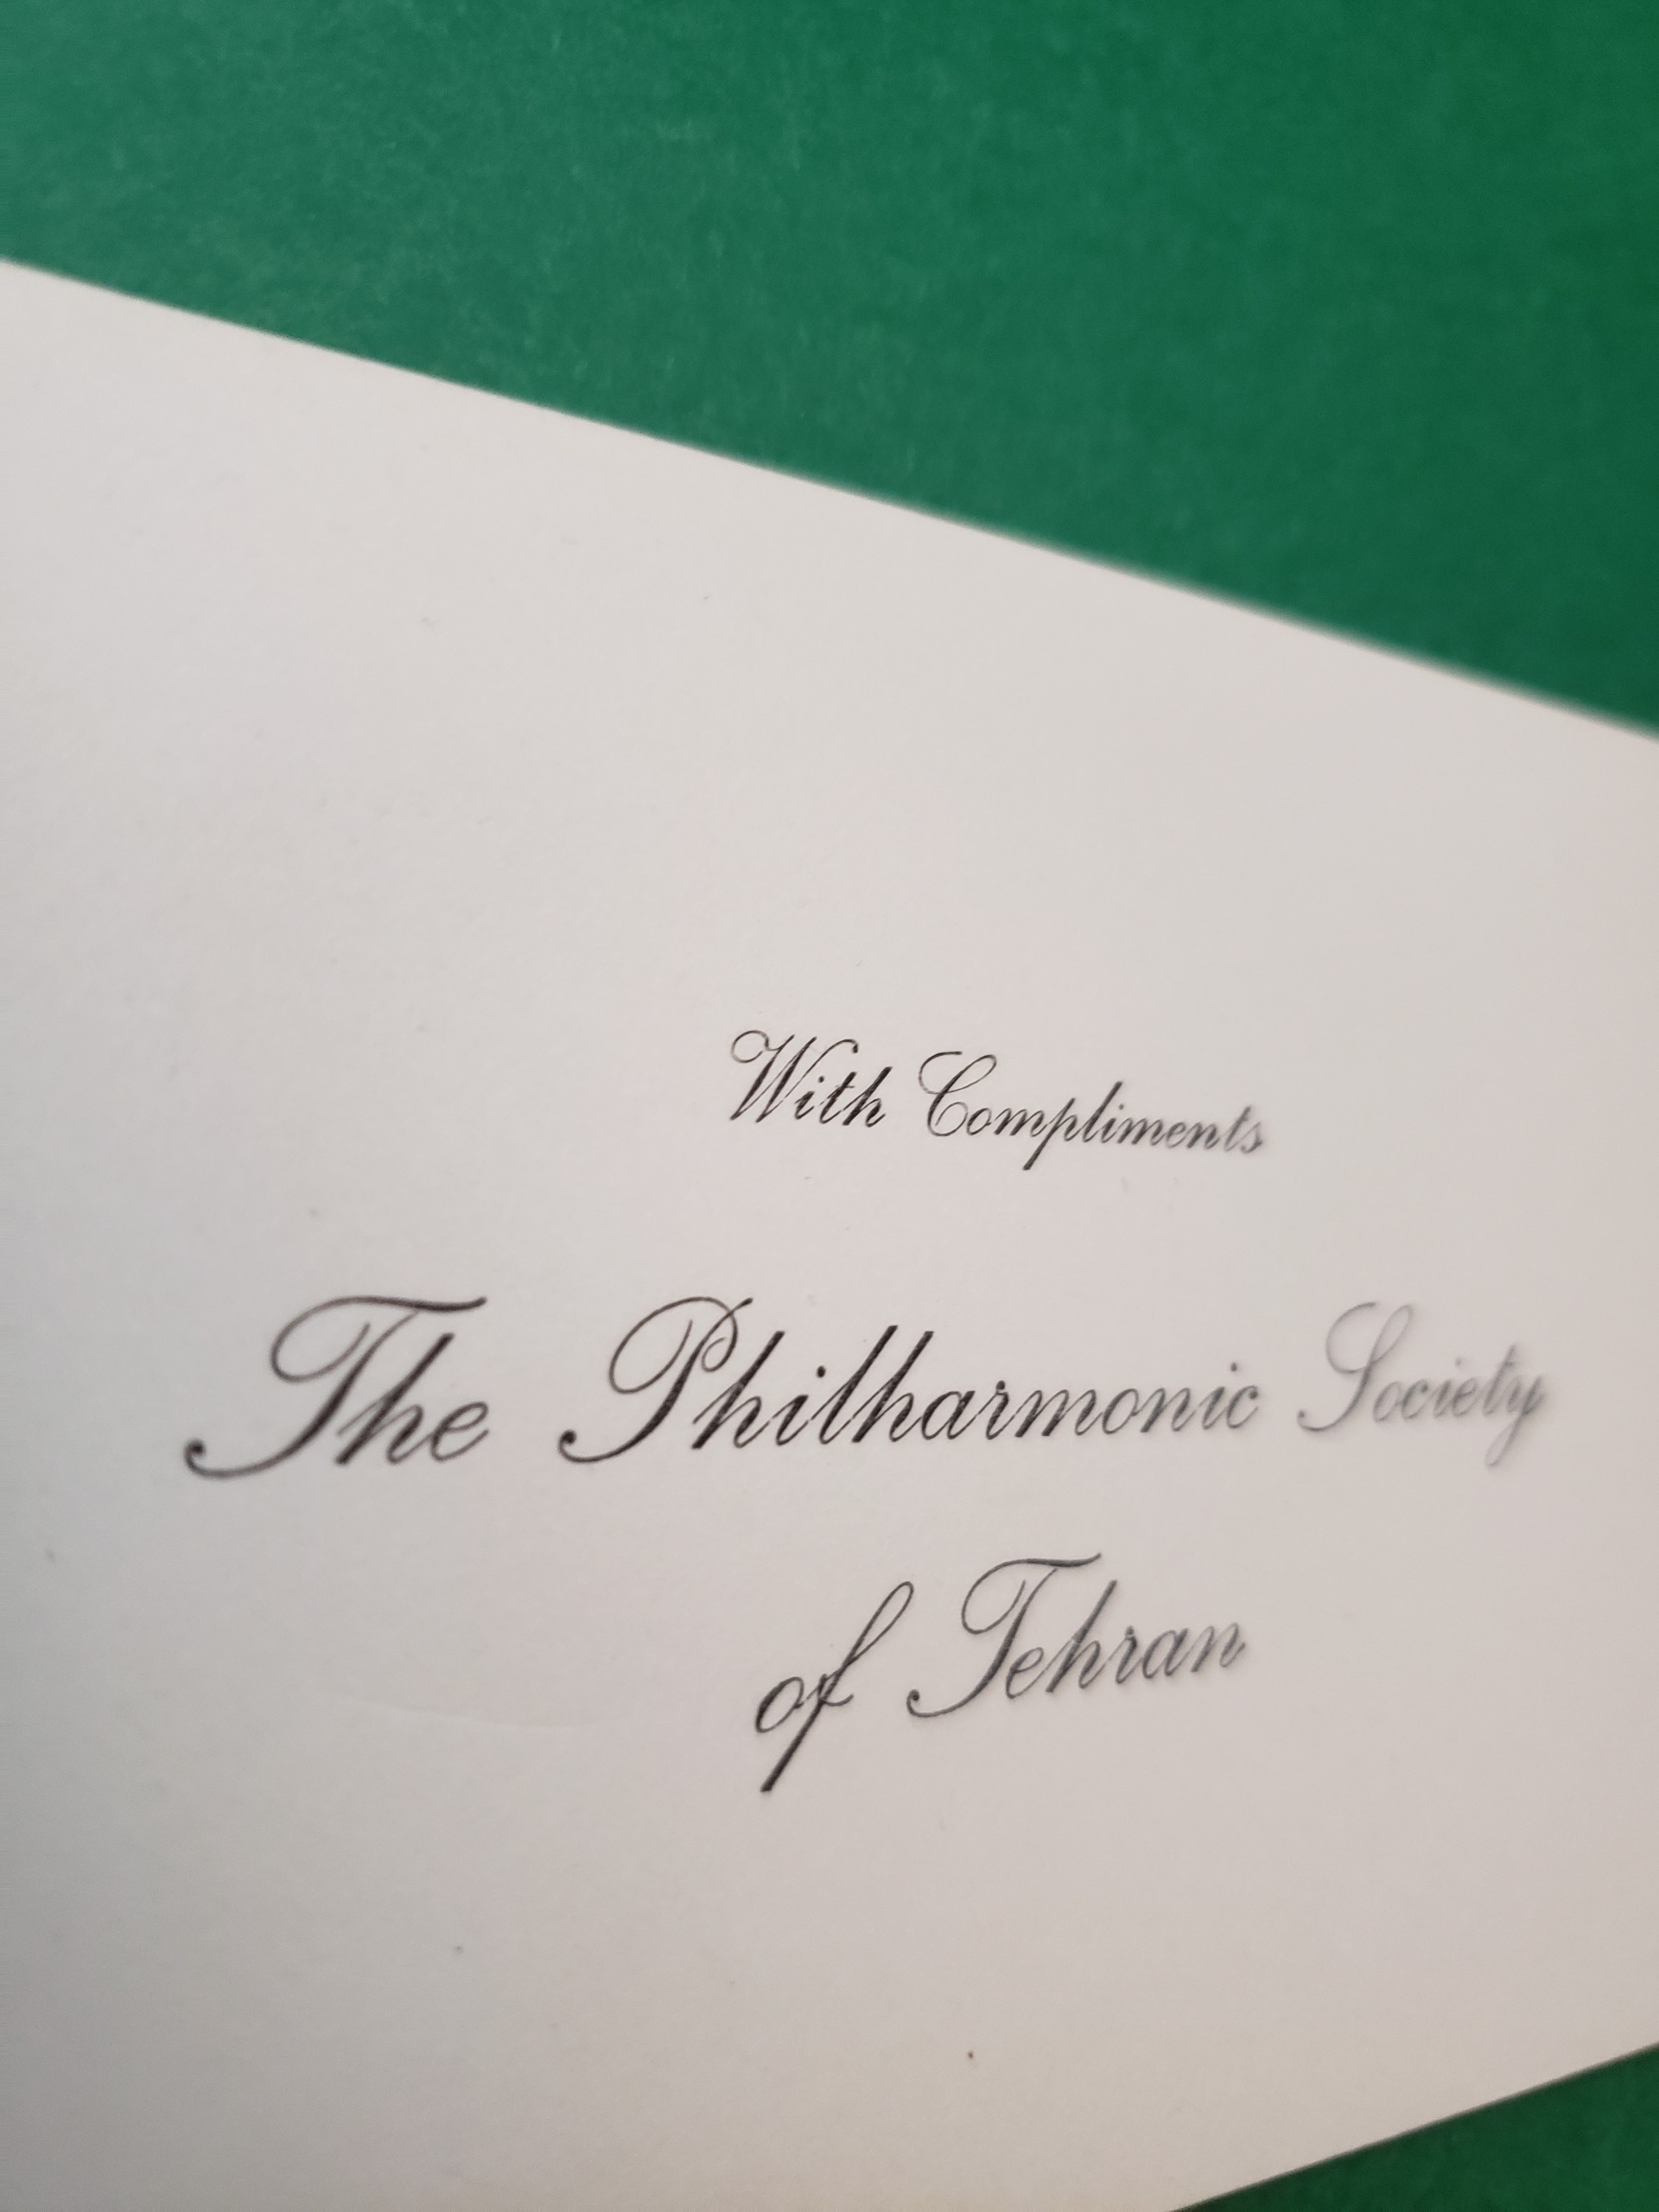 With Compliments
The Philharmonic Society
of Tehran